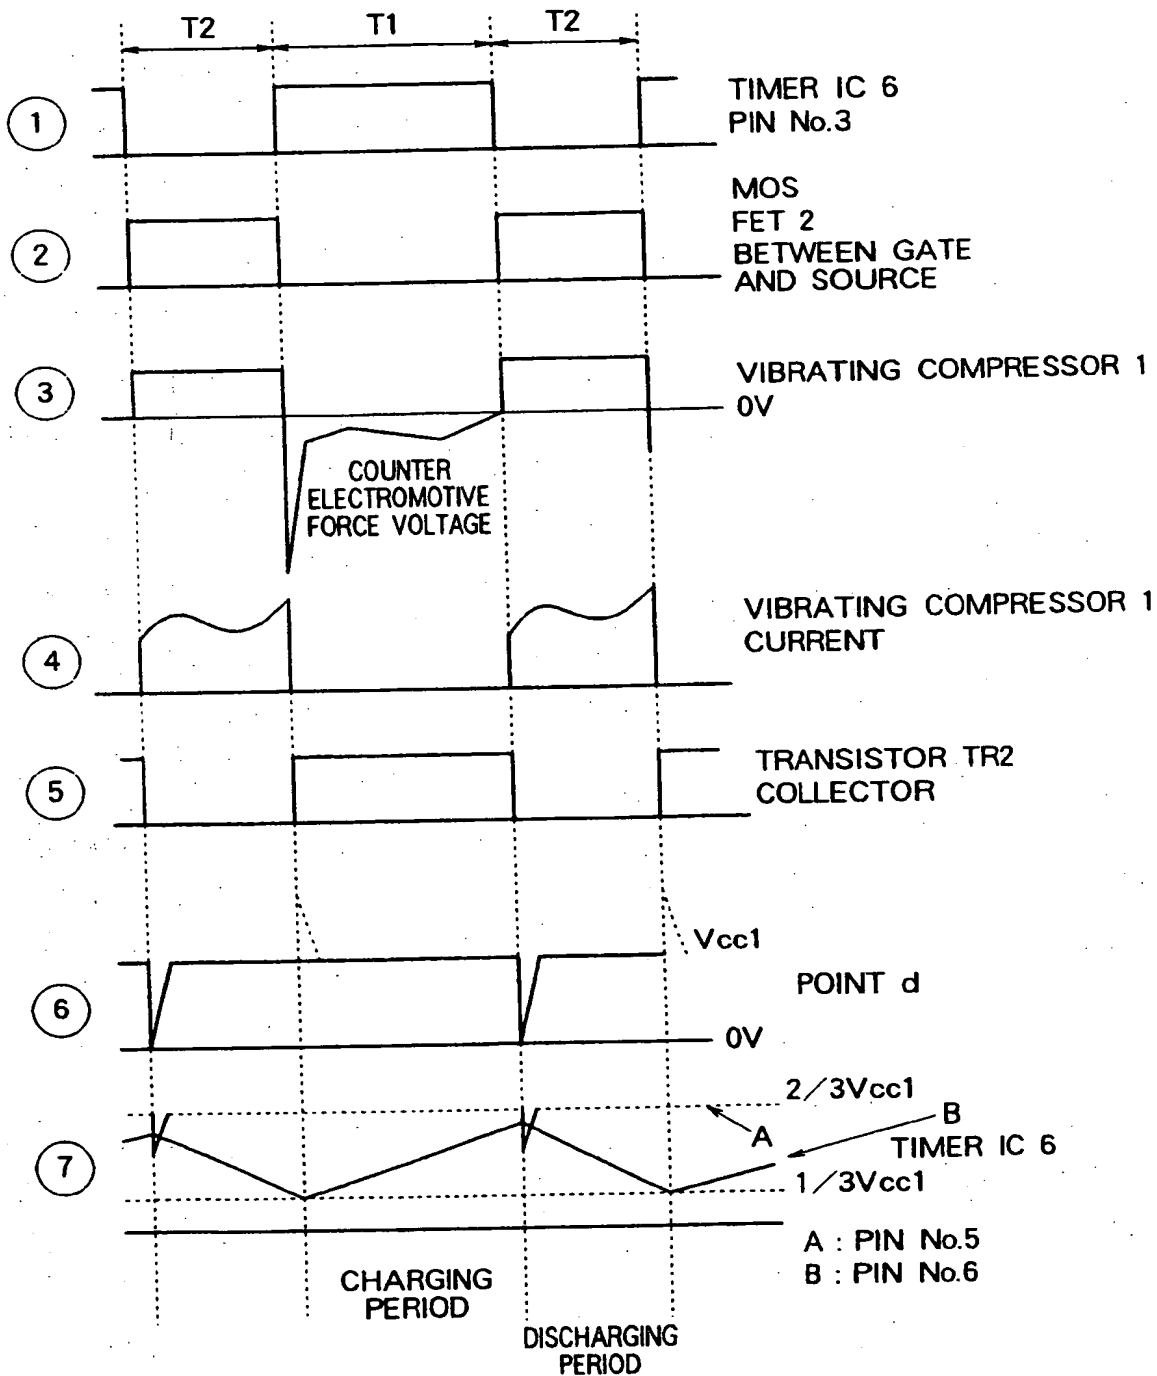 T2
T1
T2
1
TIMER IC 6
PIN No.3
2
MOS
FET 2
BETWEEN GATE
AND SOURCE
3
VIBRATING COMPRESSOR 1
0V
COUNTER
ELECTROMOTIVE
FORCE VOLTAGE
4
VIBRATING COMPRESSOR 1
CURRENT
5
TRANSISTOR TR2
COLLECTOR
Vcc1
6
POINT d
0V
7
2/3Vcc1
A
B
TIMER IC 6
1/3Vcc1
A : PIN No.5
B : PIN No.6
CHARGING
PERIOD
DISCHARGING
PERIOD